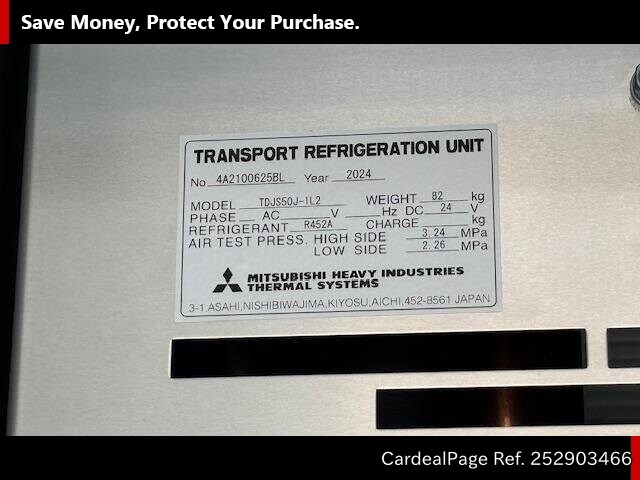 Save Money, Protect Your Purchase.
TRANSPORT REFRIGERATION UNIT
No. 4A2100625BL Year 2024
MODEL TDJS50J-1L2 WEIGHT 82 kg
PHASE AC V Hz DC 24 V
REFRIGERANT R452A CHARGE kg
AIR TEST PRESS. HIGH SIDE 3.24 MPa
LOW SIDE 2.26 MPa
MITSUBISHI HEAVY INDUSTRIES
THERMAL SYSTEMS
3-1,ASAHI,NISHIBIWAJIMA,KIYOSU,AICHI,452-8561 JAPAN
CardealPage Ref. 252903466